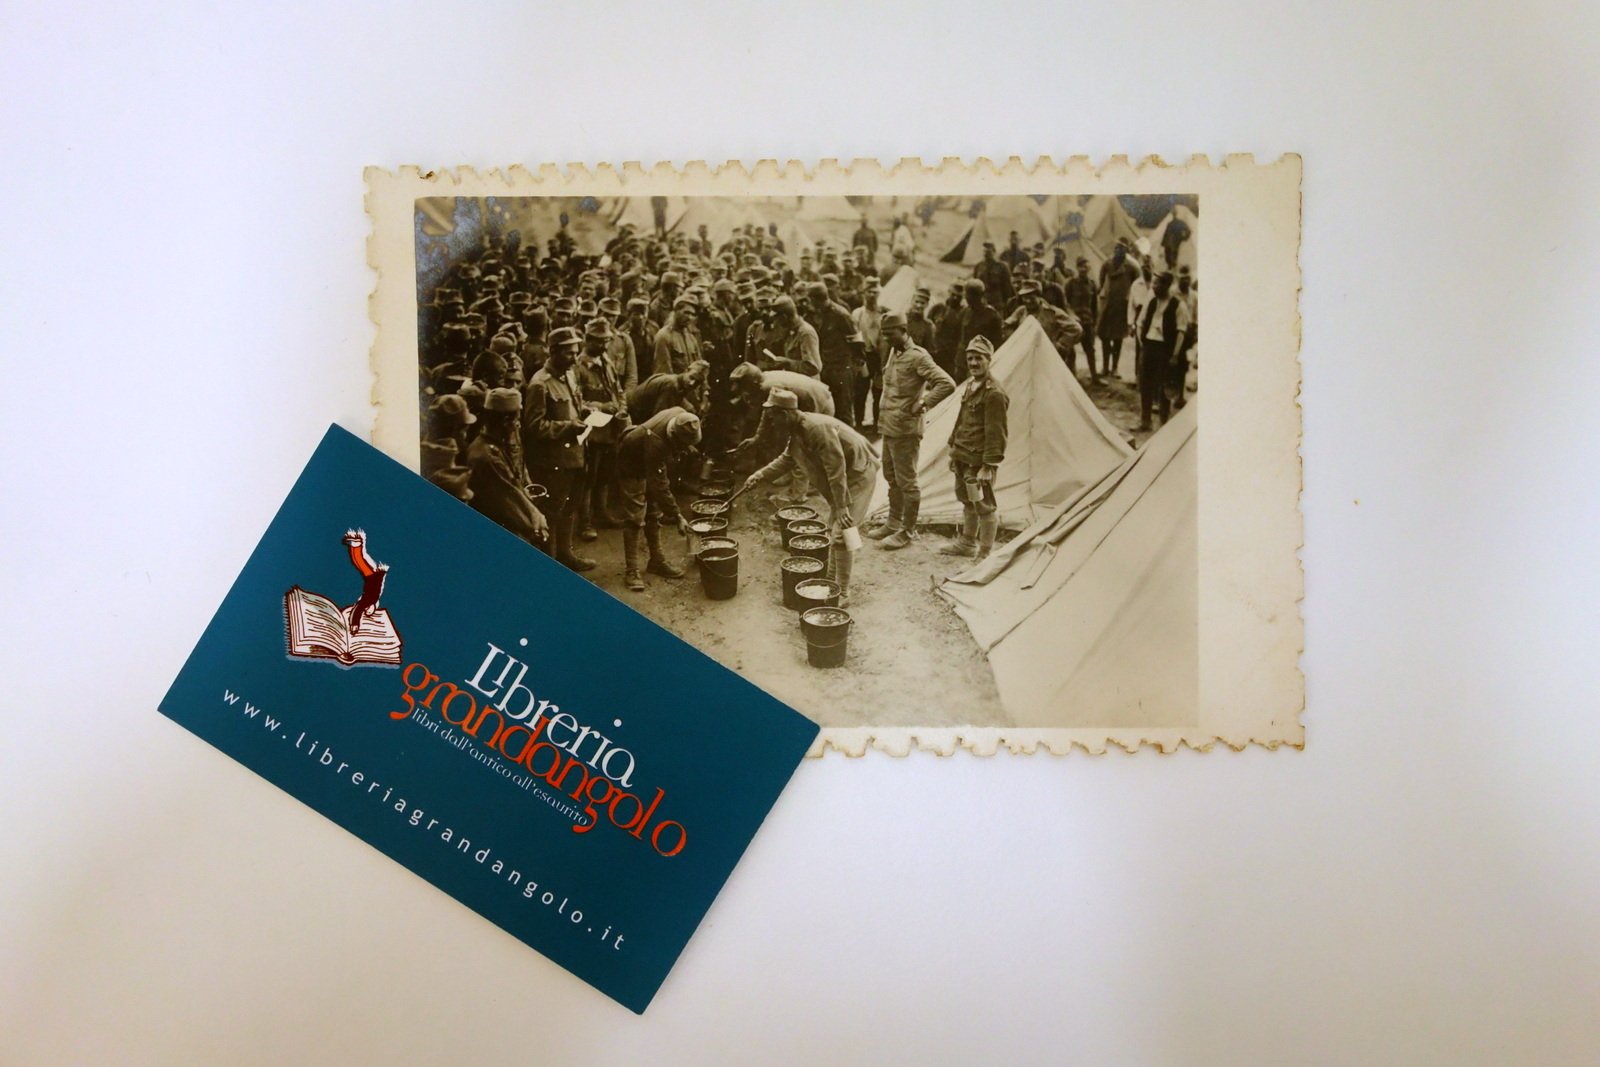 Libreria
grandangolo
libri dall'antico all'esaurito
www.libreriagrandangolo.it